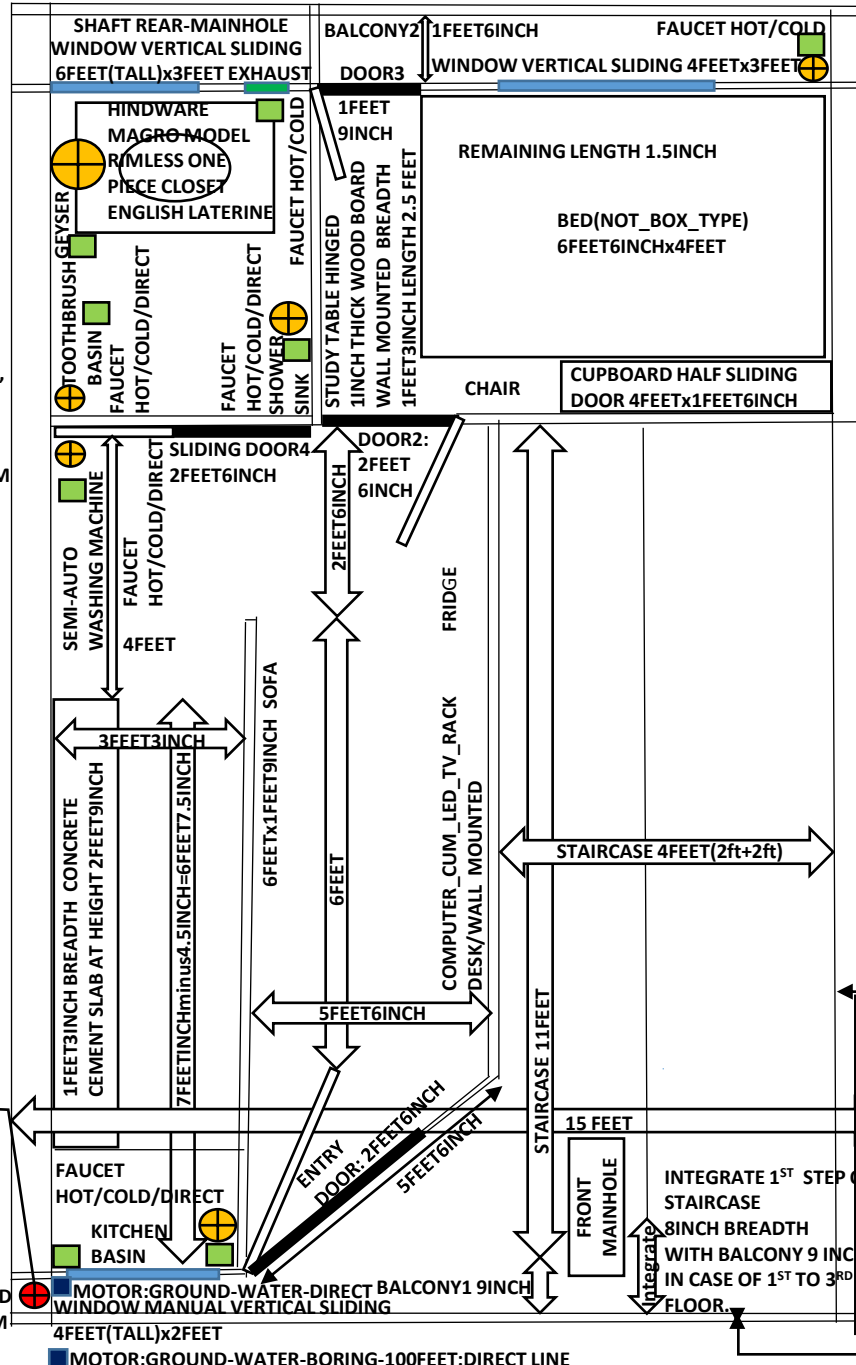 SHAFT REAR-MAINHOLE
WINDOW VERTICAL SLIDING
6FEET(TALL)x3FEET EXHAUST
BALCONY2 1FEET6INCH
FAUCET HOT/COLD
DOOR3
WINDOW VERTICAL SLIDING 4FEETx3FEET
HINDWARE
MAGRO MODEL
RIMLESS ONE
PIECE CLOSET
ENGLISH LATERINE
FAUCET HOT/COLD
1FEET
9INCH
REMAINING LENGTH 1.5INCH
BED(NOT_BOX_TYPE)
6FEET6INCHx4FEET
GEYSER
TOOTHBRUSH
BASIN
FAUCET
HOT/COLD/DIRECT
FAUCET
HOT/COLD/DIRECT
SHOWER
SINK
STUDY TABLE HINGED
1INCH THICK WOOD BOARD
WALL MOUNTED BREADTH
1FEET3INCH LENGTH 2.5 FEET
CHAIR
CUPBOARD HALF SLIDING
DOOR 4FEETx1FEET6INCH
SLIDING DOOR4
2FEET6INCH
DOOR2:
2FEET
6INCH
M
2FEET6INCH
SEMI-AUTO
WASHING MACHINE
FAUCET
HOT/COLD/DIRECT
4FEET
FRIDGE
3FEET3INCH
1FEET3INCH BREADTH CONCRETE
CEMENT SLAB AT HEIGHT 2FEET9INCH
7FEETINCHminus4.5INCH=6FEET7.5INCH
6FEETx1FEET9INCH SOFA
6FEET
COMPUTER_CUM_LED_TV_RACK
DESK/WALL MOUNTED
STAIRCASE 4FEET(2ft+2ft)
5FEET6INCH
STAIRCASE 11FEET
ENTRY
DOOR: 2FEET6INCH
5FEET6INCH
15 FEET
FRONT
MAINHOLE
Integrate
INTEGRATE 1ST STEP
STAIRCASE
8INCH BREADTH
WITH BALCONY 9 INC
IN CASE OF 1ST TO 3RD
FLOOR.
FAUCET
HOT/COLD/DIRECT
KITCHEN
BASIN
D
MOTOR:GROUND-WATER-DIRECT
BALCONY1 9INCH
M
WINDOW MANUAL VERTICAL SLIDING
4FEET(TALL)x2FEET
MOTOR:GROUND-WATER-BORING-100FEET:DIRECT LINE